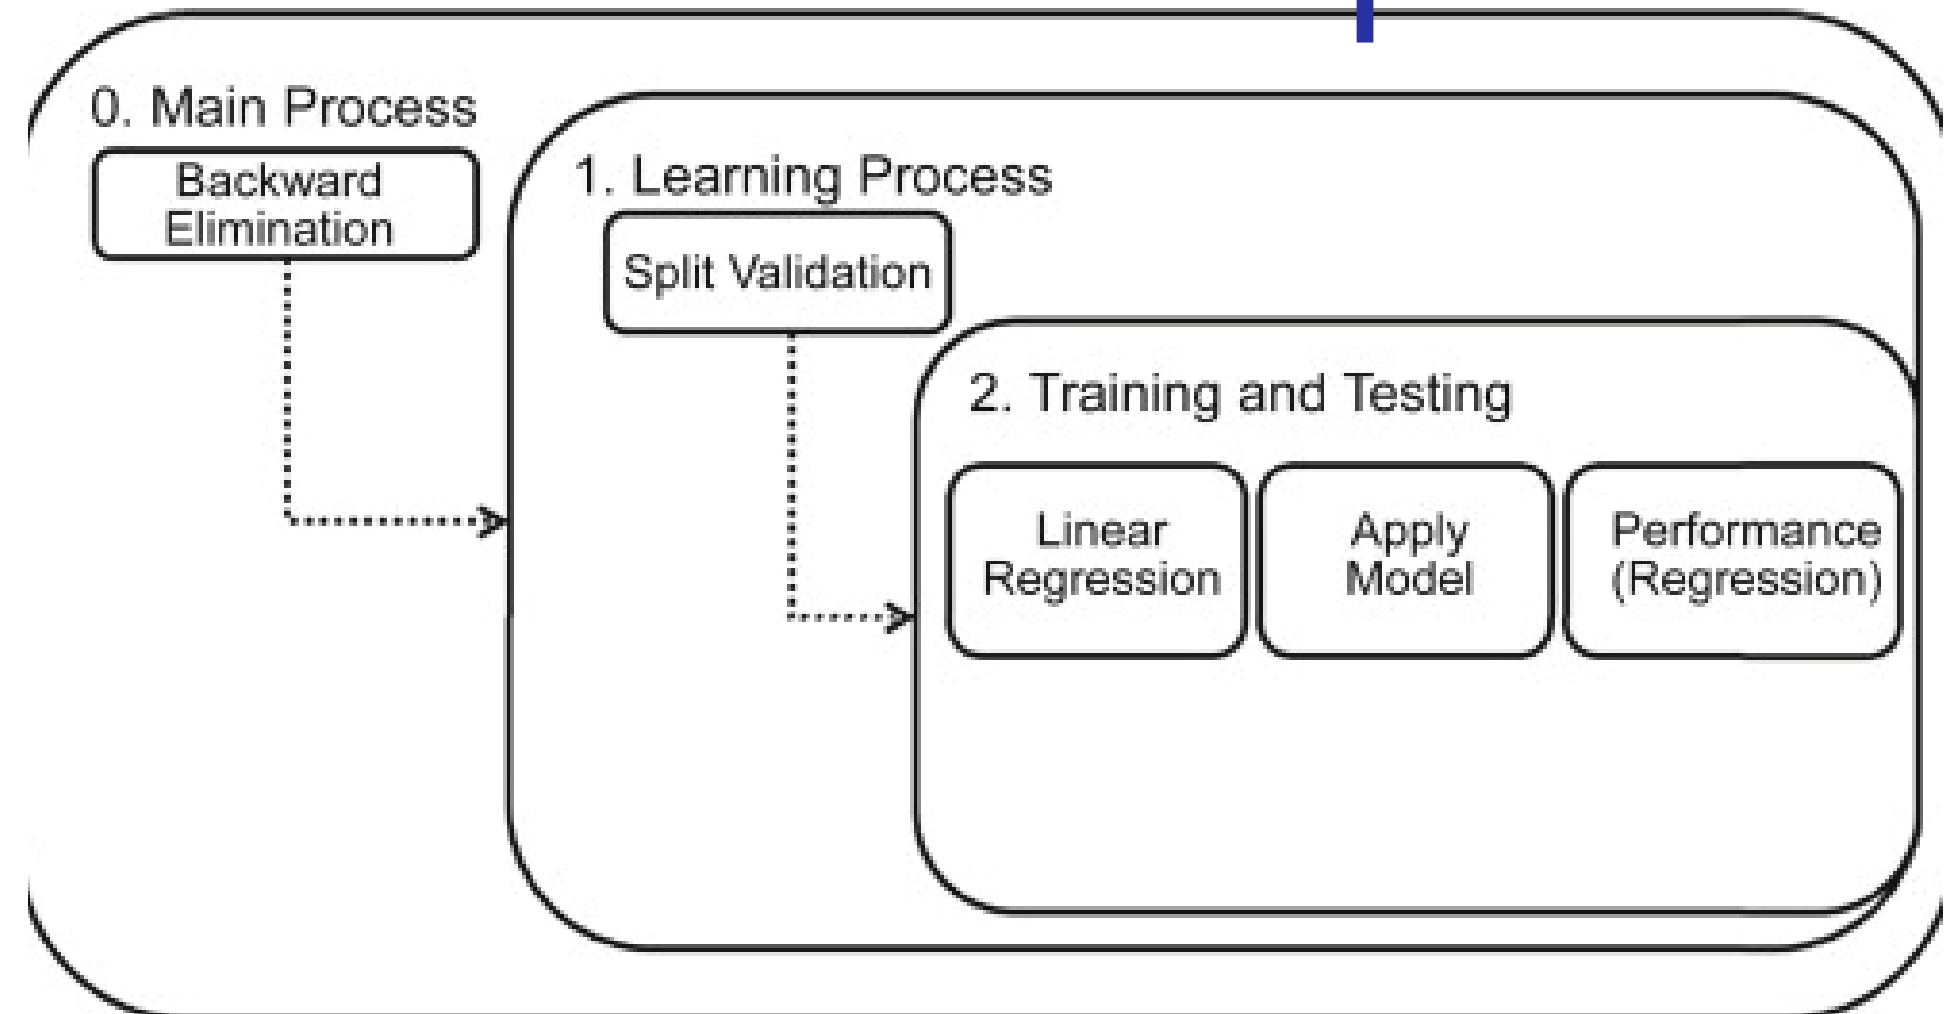 0. Main Process
Backward
Elimination
1. Learning Process
Split Validation
2. Training and Testing
Linear
Regression
Apply
Model
Performance
(Regression)